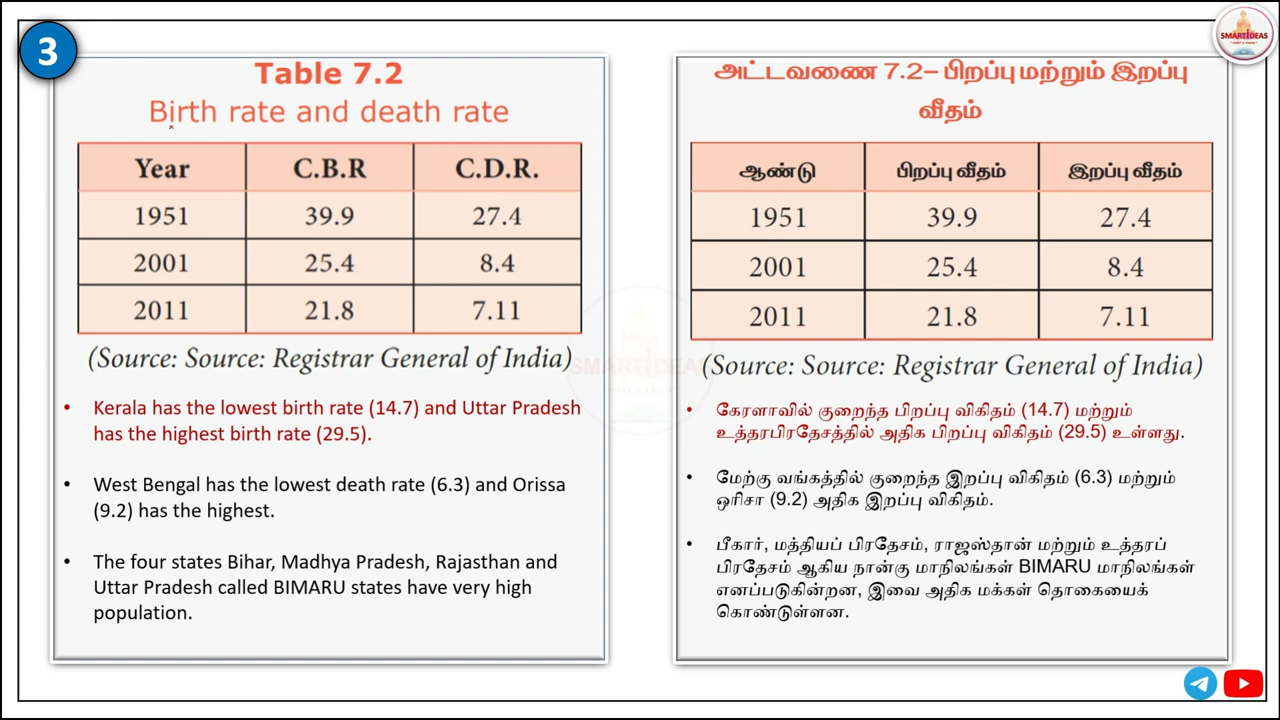 3
SMARTIDEAS
Table 7.2
Birth rate and death rate
Year C.B.R C.D.R.
1951 39.9 27.4
2001 25.4 8.4
2011 21.8 7.11
(Source: Source: Registrar General of India)
• Kerala has the lowest birth rate (14.7) and Uttar Pradesh
has the highest birth rate (29.5).
• West Bengal has the lowest death rate (6.3) and Orissa
(9.2) has the highest.
• The four states Bihar, Madhya Pradesh, Rajasthan and
Uttar Pradesh called BIMARU states have very high
population.
அட்டவணை 7.2– பிறப்பு மற்றும் இறப்பு
வீதம்
ஆண்டு பிறப்பு வீதம் இறப்பு வீதம்
1951 39.9 27.4
2001 25.4 8.4
2011 21.8 7.11
(Source: Source: Registrar General of India)
• கேரளாவில் குறைந்த பிறப்பு விகிதம் (14.7) மற்றும்
உத்தரபிரதேசத்தில் அதிக பிறப்பு விகிதம் (29.5) உள்ளது.
• மேற்கு வங்கத்தில் குறைந்த இறப்பு விகிதம் (6.3) மற்றும்
ஒரிசா (9.2) அதிக இறப்பு விகிதம்.
• பீகார், மத்தியப் பிரதேசம், ராஜஸ்தான் மற்றும் உத்தரப்
பிரதேசம் ஆகிய நான்கு மாநிலங்கள் BIMARU மாநிலங்கள்
எனப்படுகின்றன, இவை அதிக மக்கள் தொகையைக்
கொண்டுள்ளன.
SMARTIDEAS